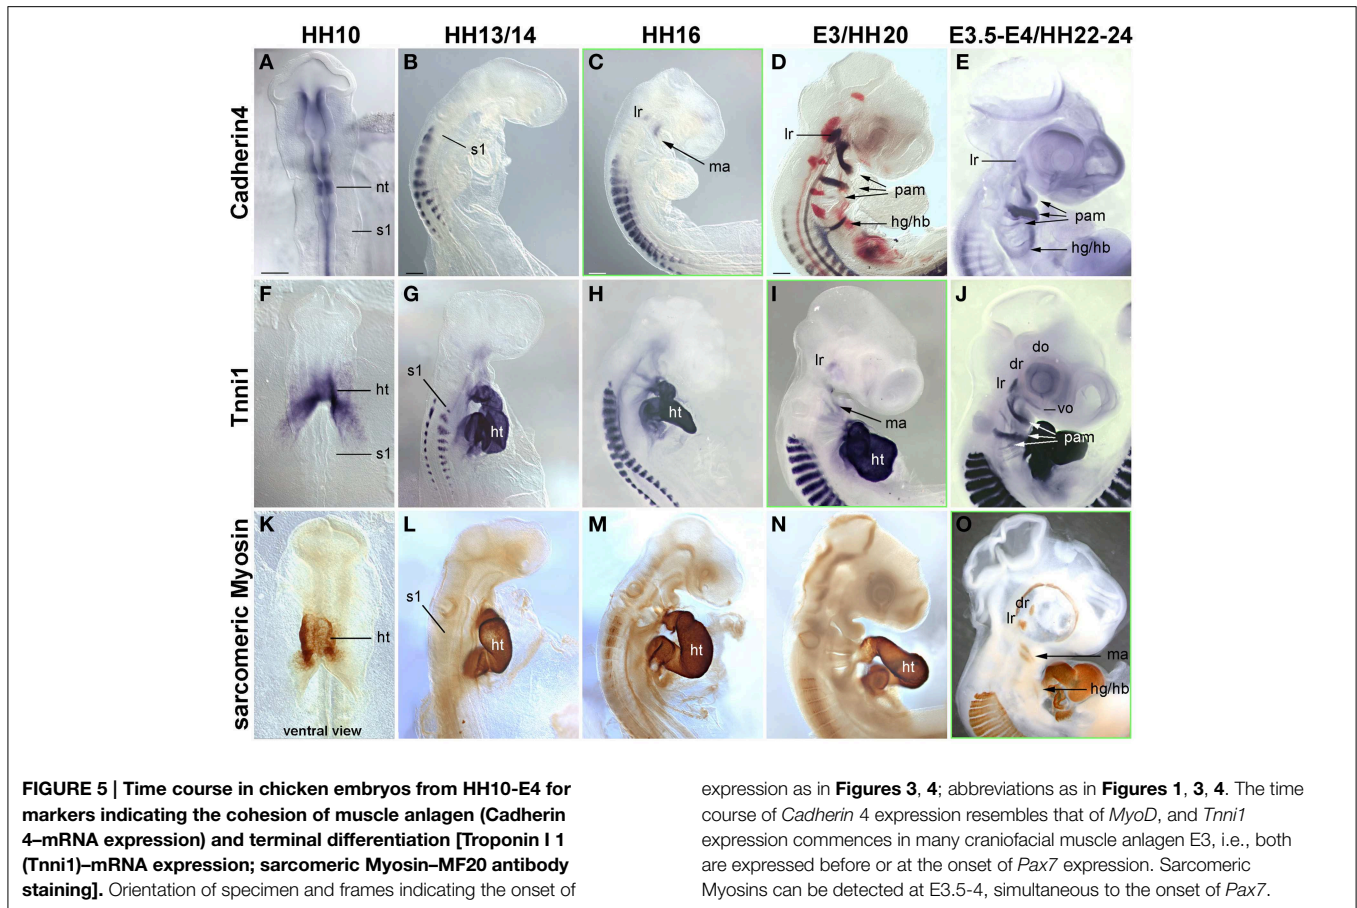 HH10 HH13/14 HH16 E3/HH20 E3.5-E4/HH22-24
Cadherin4
A
nt
s1
B
s1
C
lr
ma
D
lr
pam
hg/hb
E
lr
pam
hg/hb
Tnni1
F
ht
s1
G
s1
ht
H
ht
I
lr
ma
ht
J
do
dr
lr
vo
pam
sarcomeric Myosin
K
ht
ventral view
L
s1
ht
M
ht
N
ht
O
dr
lr
ma
hg/hb
FIGURE 5 | Time course in chicken embryos from HH10-E4 for
markers indicating the cohesion of muscle anlagen (Cadherin
4–mRNA expression) and terminal differentiation [Troponin I 1
(Tnni1)–mRNA expression; sarcomeric Myosin–MF20 antibody
staining]. Orientation of specimen and frames indicating the onset of
expression as in Figures 3, 4; abbreviations as in Figures 1, 3, 4. The time
course of Cadherin 4 expression resembles that of MyoD, and Tnni1
expression commences in many craniofacial muscle anlagen E3, i.e., both
are expressed before or at the onset of Pax7 expression. Sarcomeric
Myosins can be detected at E3.5-4, simultaneous to the onset of Pax7.